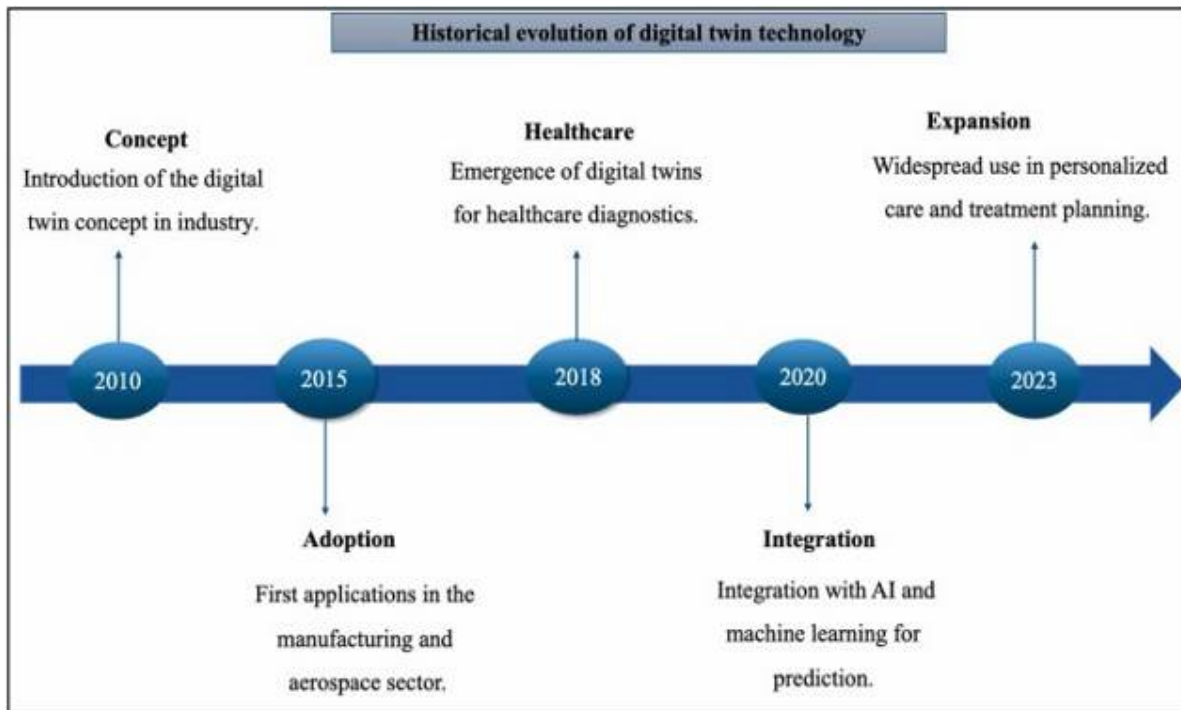 Historical evolution of digital twin technology
Concept
Introduction of the digital
twin concept in industry.
Healthcare
Emergence of digital twins
for healthcare diagnostics.
Expansion
Widespread use in personalized
care and treatment planning.
2010
2015
2018
2020
2023
Adoption
First applications in the
manufacturing and
aerospace sector.
Integration
Integration with AI and
machine learning for
prediction.